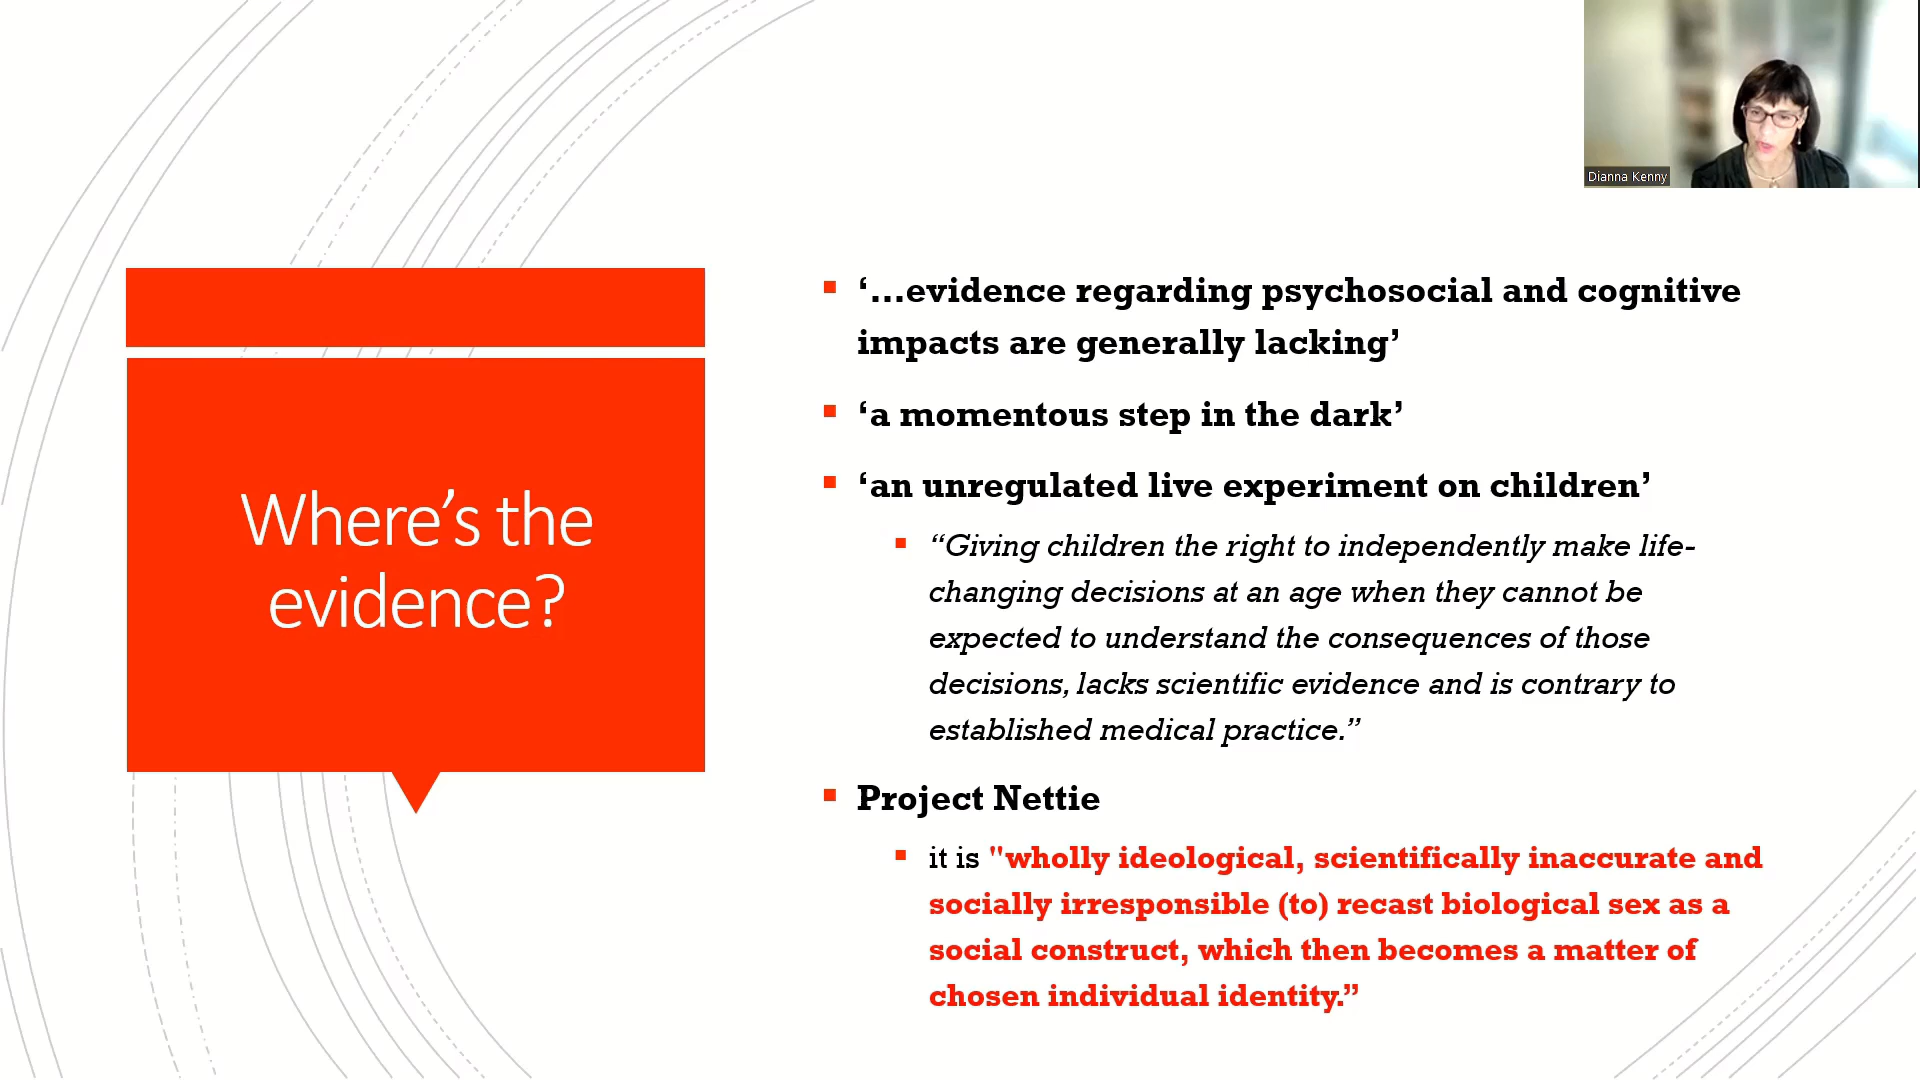 Dianna Kenny
Where’s the
evidence?
‘…evidence regarding psychosocial and cognitive
impacts are generally lacking’
‘a momentous step in the dark’
‘an unregulated live experiment on children’
“Giving children the right to independently make life-
changing decisions at an age when they cannot be
expected to understand the consequences of those
decisions, lacks scientific evidence and is contrary to
established medical practice.”
Project Nettie
it is "wholly ideological, scientifically inaccurate and
socially irresponsible (to) recast biological sex as a
social construct, which then becomes a matter of
chosen individual identity.”